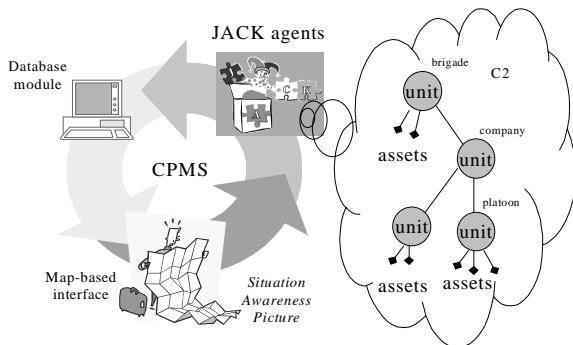 JACK agents
Database
module
J
A
C
K
CPMS
Map-based
interface
Situation
Awareness
Picture
C2
brigade
unit
assets
company
unit
platoon
unit
unit
assets
assets